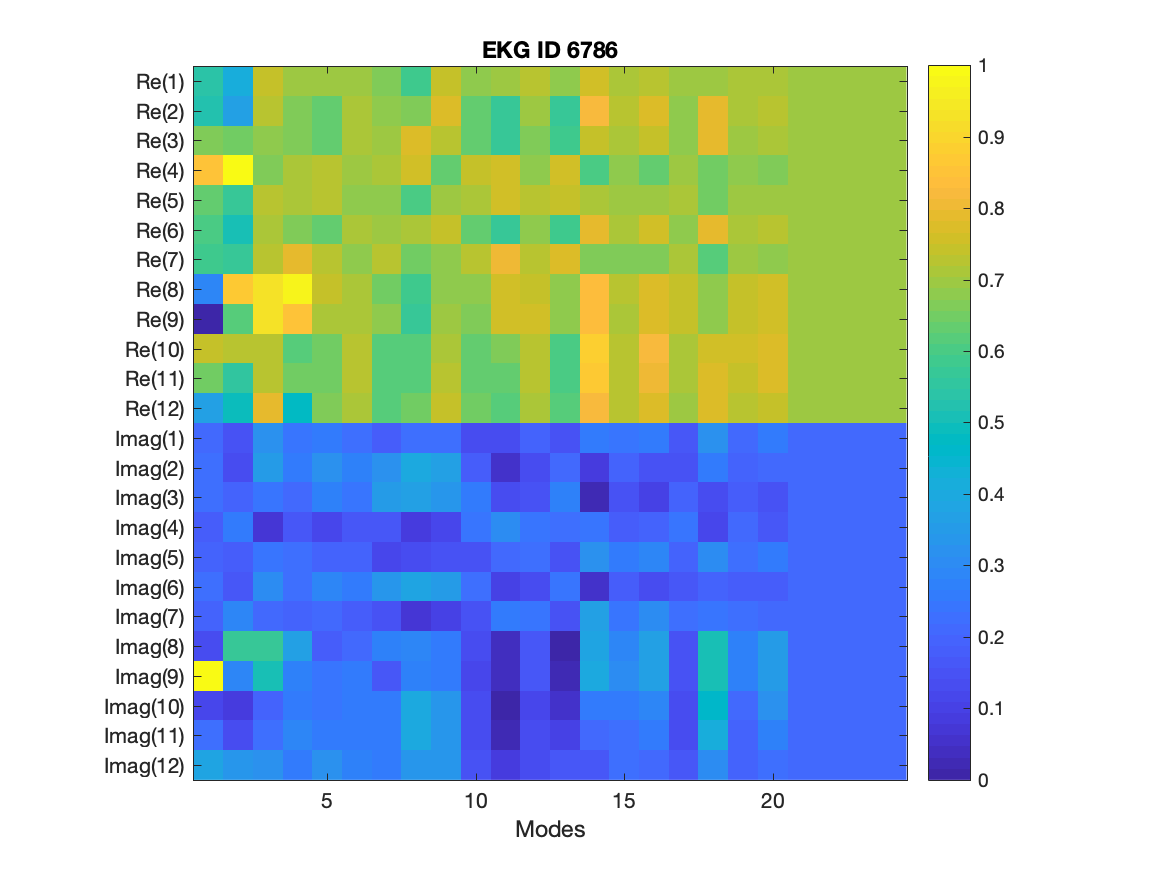 EKG ID 6786
Re(1)
Re(2)
Re(3)
Re(4)
Re(5)
Re(6)
Re(7)
Re(8)
Re(9)
Re(10)
Re(11)
Re(12)
Imag(1)
Imag(2)
Imag(3)
Imag(4)
Imag(5)
Imag(6)
Imag(7)
Imag(8)
Imag(9)
Imag(10)
Imag(11)
Imag(12)
5 10 15 20
Modes
1
0.9
0.8
0.7
0.6
0.5
0.4
0.3
0.2
0.1
0